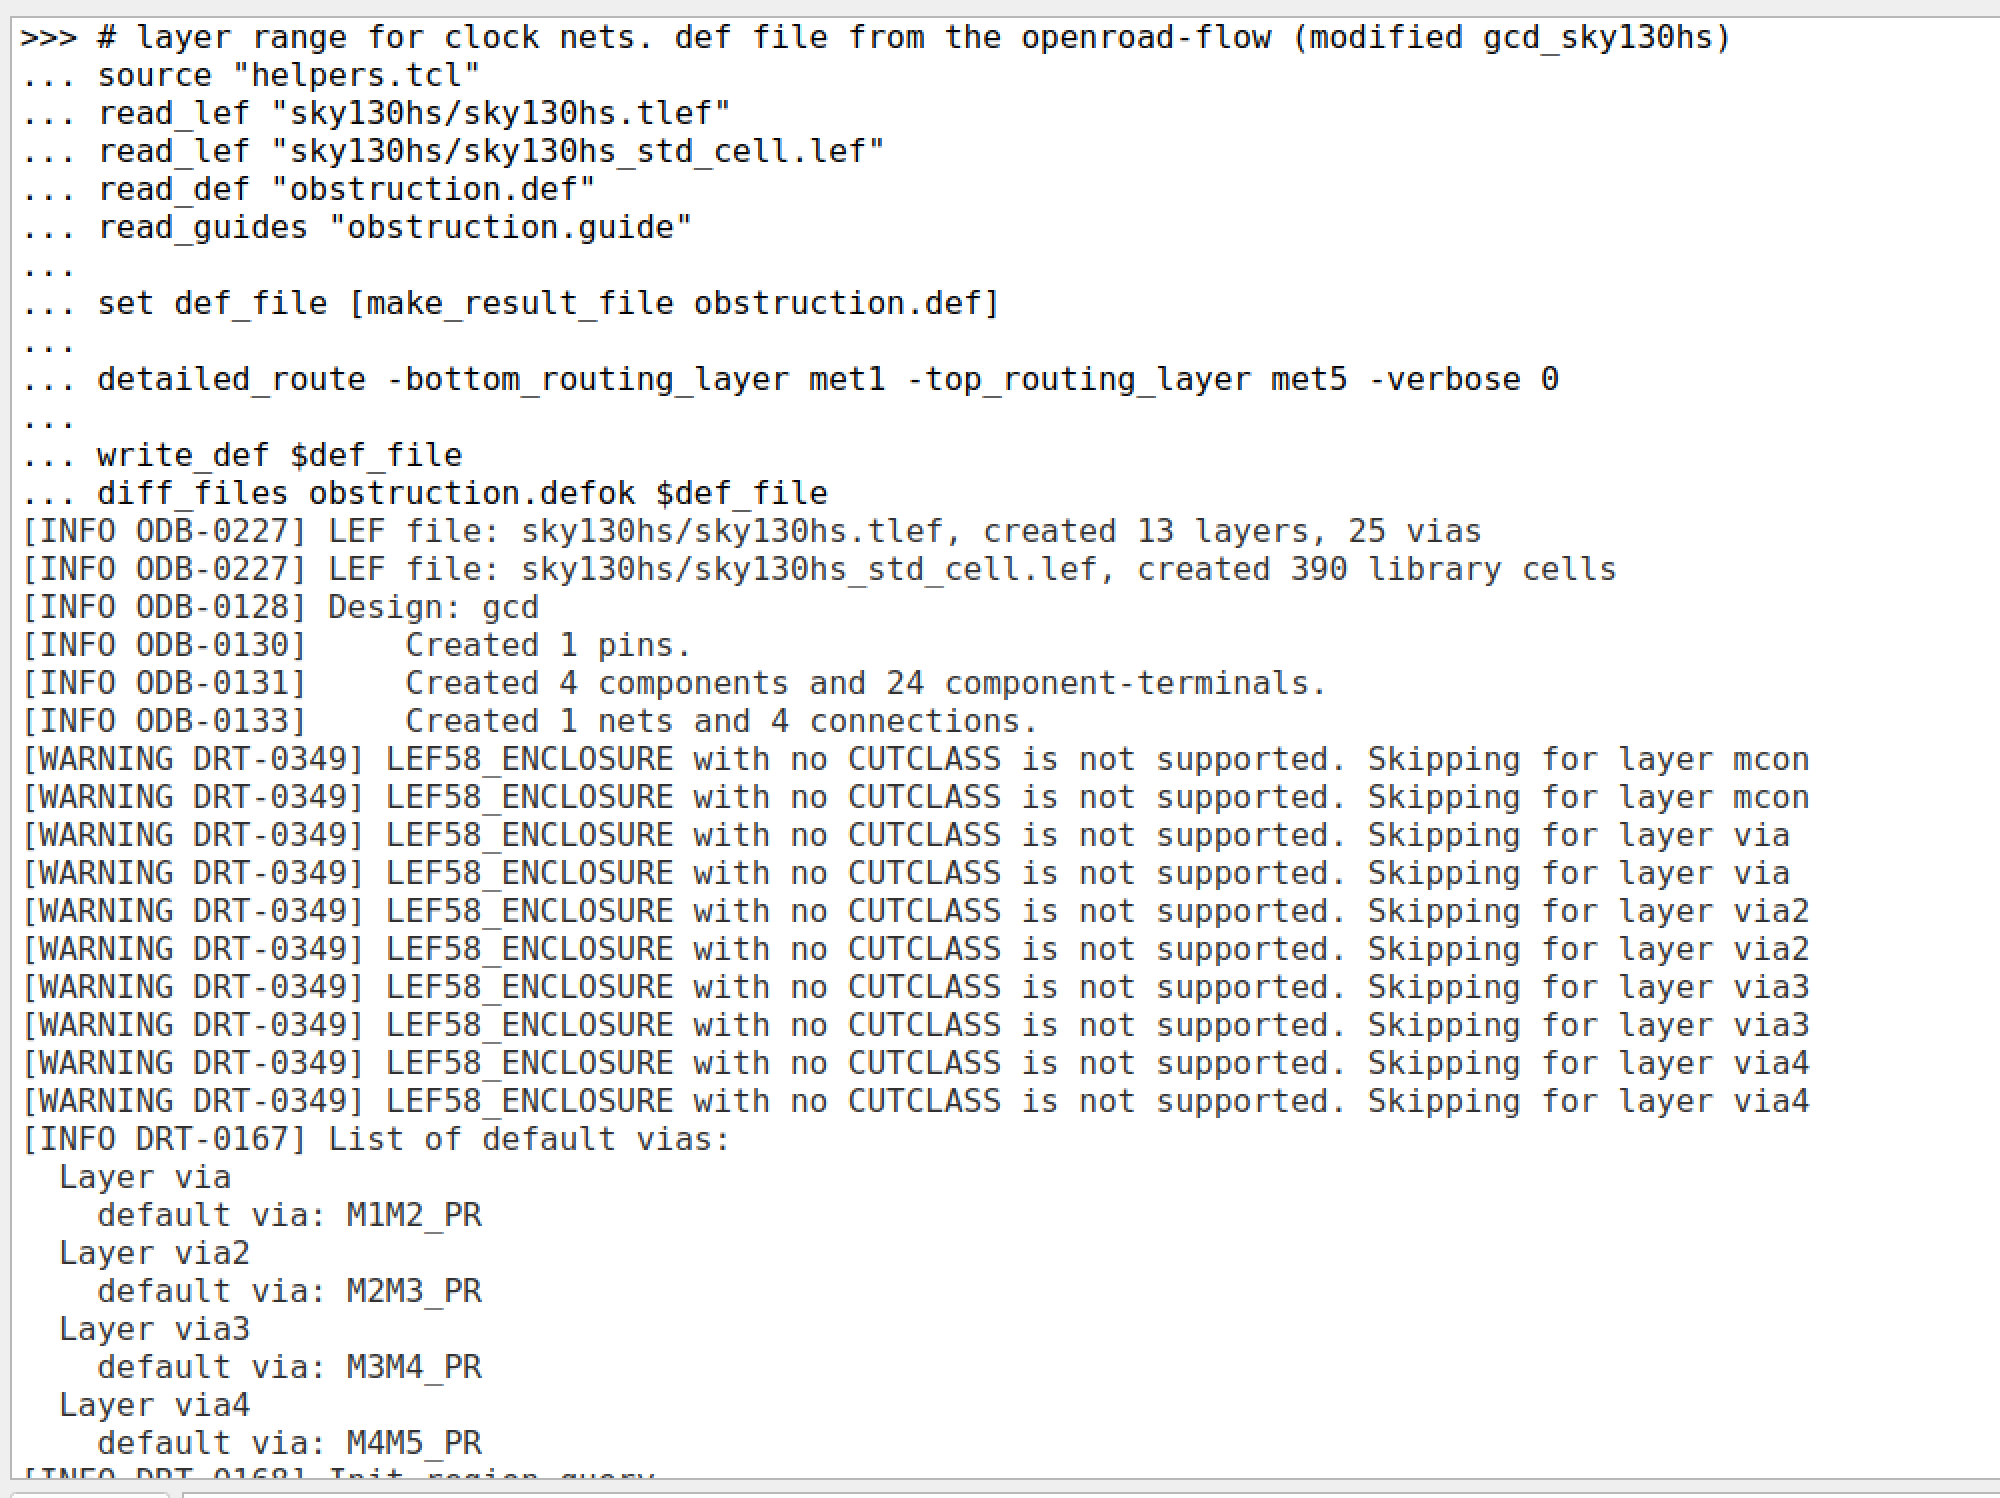 >>> # layer range for clock nets. def file from the openroad-flow (modified gcd_sky130hs)
... source "helpers.tcl"
... read_lef "sky130hs/sky130hs.tlef"
... read_lef "sky130hs/sky130hs_std_cell.lef"
... read_def "obstruction.def"
... read_guides "obstruction.guide"
...
... set def_file [make_result_file obstruction.def]
...
... detailed_route -bottom_routing_layer met1 -top_routing_layer met5 -verbose 0
...
... write_def $def_file
... diff_files obstruction.defok $def_file
[INFO ODB-0227] LEF file: sky130hs/sky130hs.tlef, created 13 layers, 25 vias
[INFO ODB-0227] LEF file: sky130hs/sky130hs_std_cell.lef, created 390 library cells
[INFO ODB-0128] Design: gcd
[INFO ODB-0130]     Created 1 pins.
[INFO ODB-0131]     Created 4 components and 24 component-terminals.
[INFO ODB-0133]     Created 1 nets and 4 connections.
[WARNING DRT-0349] LEF58_ENCLOSURE with no CUTCLASS is not supported. Skipping for layer mcon
[WARNING DRT-0349] LEF58_ENCLOSURE with no CUTCLASS is not supported. Skipping for layer mcon
[WARNING DRT-0349] LEF58_ENCLOSURE with no CUTCLASS is not supported. Skipping for layer via
[WARNING DRT-0349] LEF58_ENCLOSURE with no CUTCLASS is not supported. Skipping for layer via
[WARNING DRT-0349] LEF58_ENCLOSURE with no CUTCLASS is not supported. Skipping for layer via2
[WARNING DRT-0349] LEF58_ENCLOSURE with no CUTCLASS is not supported. Skipping for layer via2
[WARNING DRT-0349] LEF58_ENCLOSURE with no CUTCLASS is not supported. Skipping for layer via3
[WARNING DRT-0349] LEF58_ENCLOSURE with no CUTCLASS is not supported. Skipping for layer via3
[WARNING DRT-0349] LEF58_ENCLOSURE with no CUTCLASS is not supported. Skipping for layer via4
[WARNING DRT-0349] LEF58_ENCLOSURE with no CUTCLASS is not supported. Skipping for layer via4
[INFO DRT-0167] List of default vias:
  Layer via
    default via: M1M2_PR
  Layer via2
    default via: M2M3_PR
  Layer via3
    default via: M3M4_PR
  Layer via4
    default via: M4M5_PR
[INFO DRT-0168] Init region query